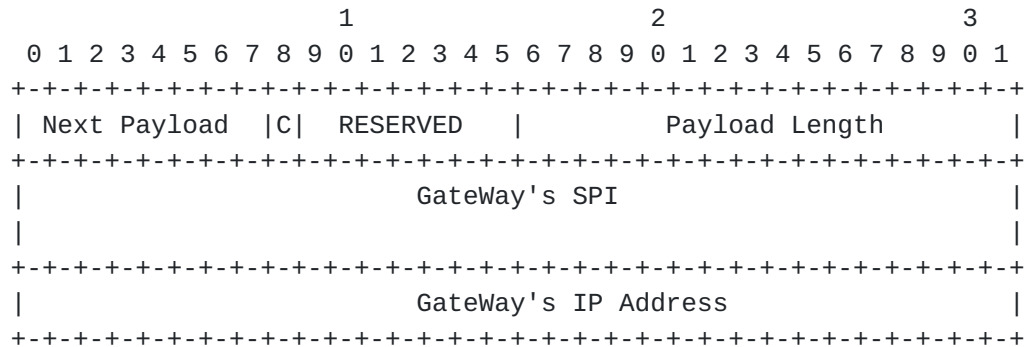 1                   2                   3
 0 1 2 3 4 5 6 7 8 9 0 1 2 3 4 5 6 7 8 9 0 1 2 3 4 5 6 7 8 9 0 1
+-+-+-+-+-+-+-+-+-+-+-+-+-+-+-+-+-+-+-+-+-+-+-+-+-+-+-+-+-+-+-+-+
| Next Payload  |C|  RESERVED   |         Payload Length        |
+-+-+-+-+-+-+-+-+-+-+-+-+-+-+-+-+-+-+-+-+-+-+-+-+-+-+-+-+-+-+-+-+
|                         GateWay's SPI                         |
|                                                               |
+-+-+-+-+-+-+-+-+-+-+-+-+-+-+-+-+-+-+-+-+-+-+-+-+-+-+-+-+-+-+-+-+
|                         GateWay's IP Address                  |
+-+-+-+-+-+-+-+-+-+-+-+-+-+-+-+-+-+-+-+-+-+-+-+-+-+-+-+-+-+-+-+-+